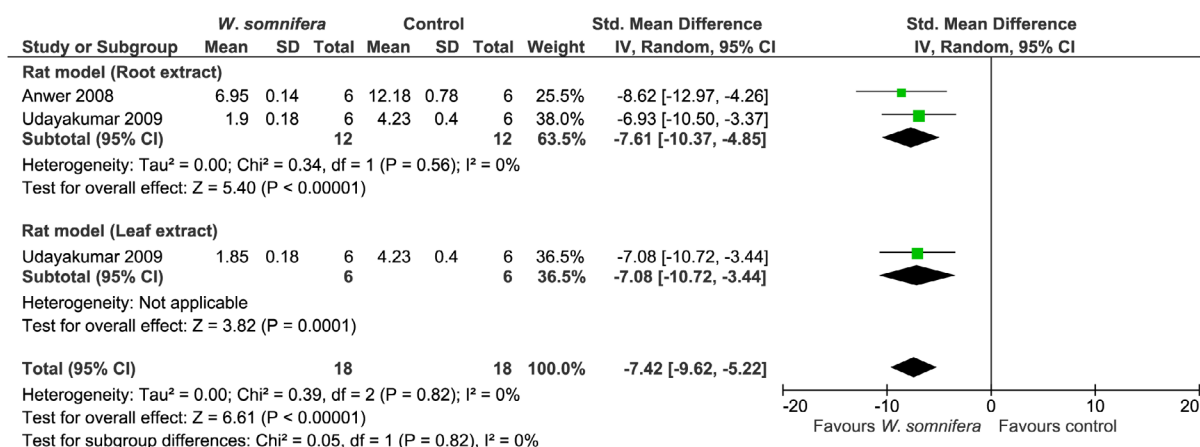 W. somnifera Control Std. Mean Difference Std. Mean Difference
Study or Subgroup Mean SD Total Mean SD Total Weight IV, Random, 95% CI IV, Random, 95% CI
Rat model (Root extract)
Anwer 2008 6.95 0.14 6 12.18 0.78 6 25.5% -8.62 [-12.97, -4.26]
Udayakumar 2009 1.9 0.18 6 4.23 0.4 6 38.0% -6.93 [-10.50, -3.37]
Subtotal (95% CI) 12 12 63.5% -7.61 [-10.37, -4.85]
Heterogeneity: Tau² = 0.00; Chi² = 0.34, df = 1 (P = 0.56); I² = 0%
Test for overall effect: Z = 5.40 (P < 0.00001)
Rat model (Leaf extract)
Udayakumar 2009 1.85 0.18 6 4.23 0.4 6 36.5% -7.08 [-10.72, -3.44]
Subtotal (95% CI) 6 6 36.5% -7.08 [-10.72, -3.44]
Heterogeneity: Not applicable
Test for overall effect: Z = 3.82 (P = 0.0001)
Total (95% CI) 18 18 100.0% -7.42 [-9.62, -5.22]
Heterogeneity: Tau² = 0.00; Chi² = 0.39, df = 2 (P = 0.82); I² = 0%
-20 -10 0 10 20
Test for overall effect: Z = 6.61 (P < 0.00001)
Favours W. somnifera Favours control
Test for subgroup differences: Chi² = 0.05, df = 1 (P = 0.82), I² = 0%